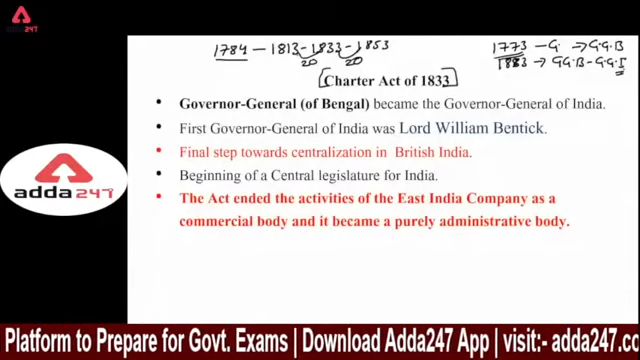 adda247
1784 - 1813 - 1833 - 1853
20 20
1773 - G. → G.G.B
1833 → GG.B - G.G.I
Charter Act of 1833
• Governor-General (of Bengal) became the Governor-General of India.
• First Governor-General of India was Lord William Bentick.
• Final step towards centralization in British India.
• Beginning of a Central legislature for India.
• The Act ended the activities of the East India Company as a
commercial body and it became a purely administrative body.
adda247
Platform to Prepare for Govt. Exams | Download Adda247 App | visit:- adda247.co